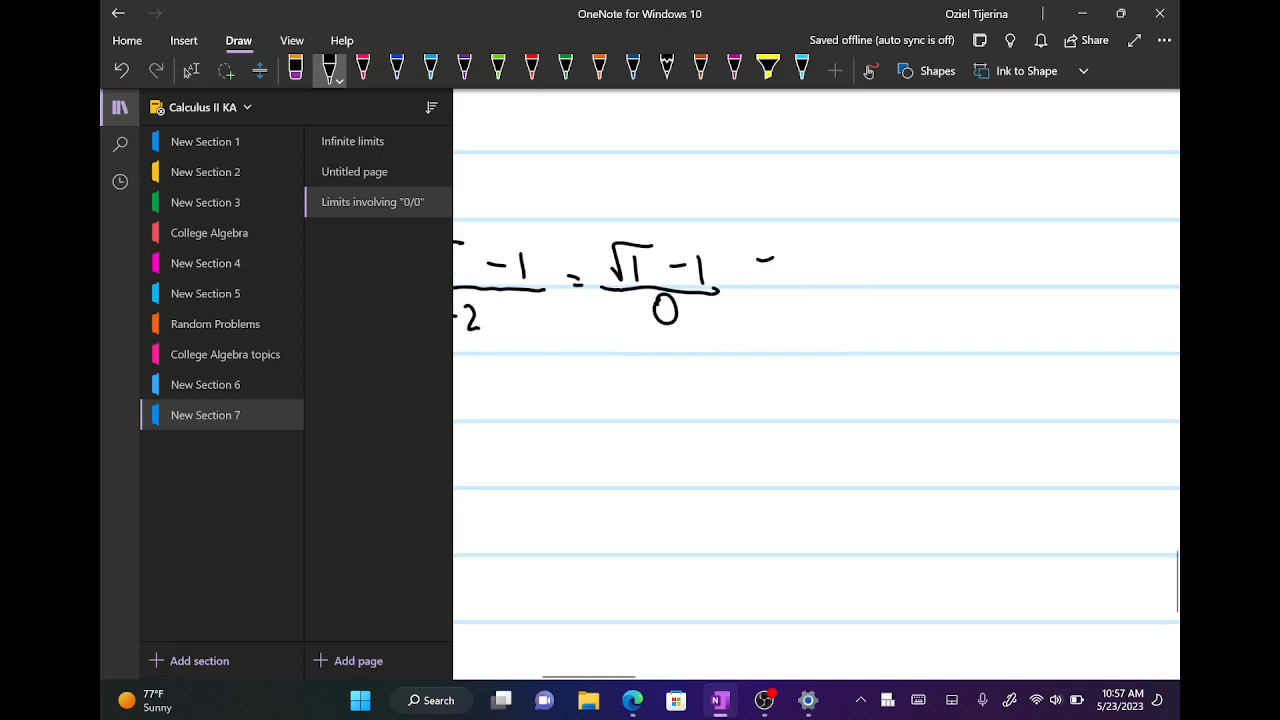 OneNote for Windows 10
Oziel Tijerina
Home Insert Draw View Help
Saved offline (auto sync is off)
Share
Shapes
Ink to Shape
Calculus II KA
New Section 1
New Section 2
New Section 3
College Algebra
New Section 4
New Section 5
Random Problems
College Algebra topics
New Section 6
New Section 7
Add section
Infinite limits
Untitled page
Limits involving "0/0"
Add page
-1 = √1 -1 -
2 0
77°F
Sunny
Search
10:57 AM
5/23/2023